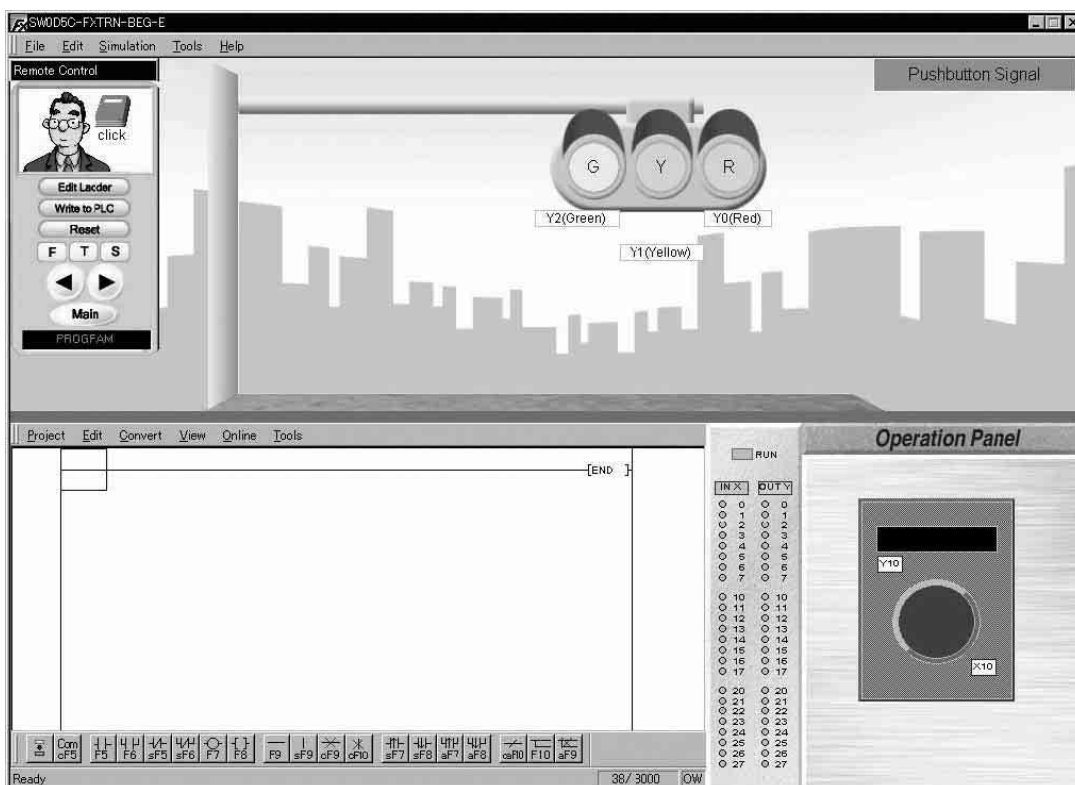 SW0D5C-FXTRN-BEG-E
File Edit Simulation Tools Help
Remote Control
click
Edit Ladder
Write to PLC
Reset
F T S
Main
PROGRAM
Pushbutton Signal
G Y R
Y2(Green)
Y0(Red)
Y1(Yellow)
Project Edit Convert View Online Tools
[END ]
RUN
IN X OUT Y
0 0
1 1
2 2
3 3
4 4
5 5
6 6
7 7
10 10
11 11
12 12
13 13
14 14
15 15
16 16
17 17
20 20
21 21
22 22
23 23
24 24
25 25
26 26
27 27
Operation Panel
Y10
X10
Com
cF5 F5 F6 sF5 sF6 F7 F8 F9 sF9 cF9 cF10 sF7 sF8 aF7 aF8 caF10 F10 aF9
Ready
38/ 3000 OW